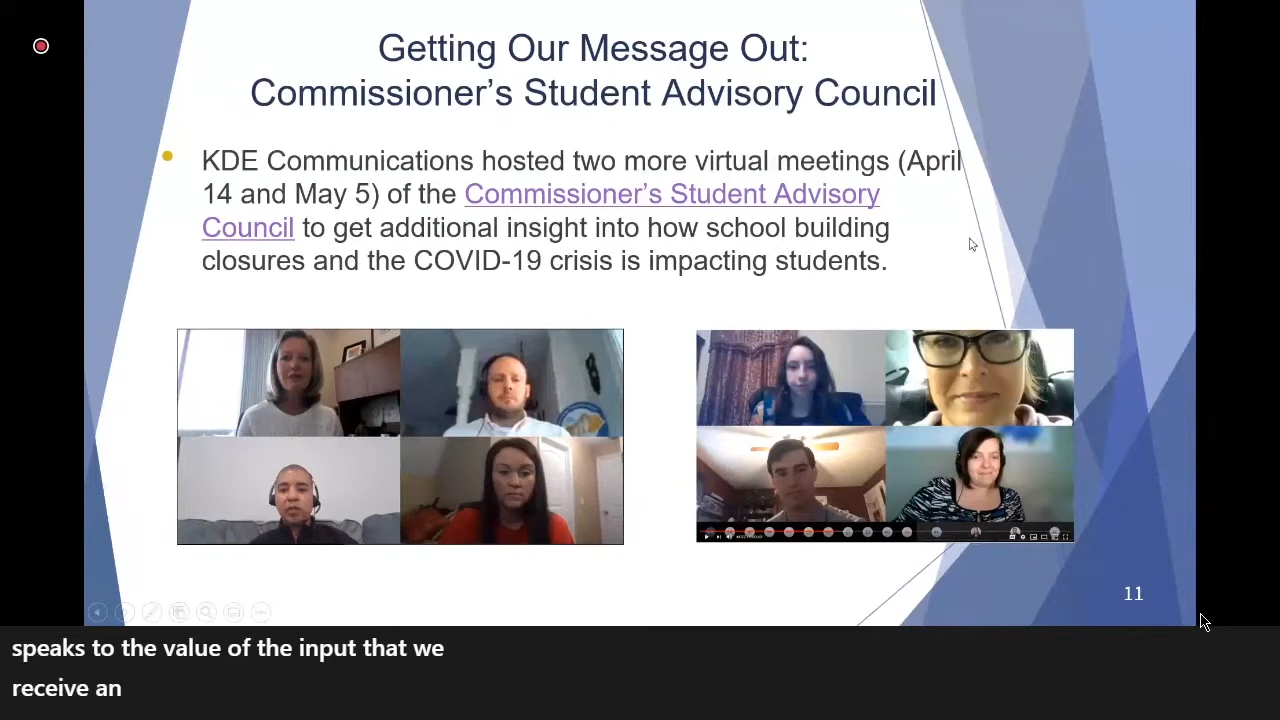 Getting Our Message Out:
Commissioner’s Student Advisory Council
KDE Communications hosted two more virtual meetings (April
14 and May 5) of the Commissioner’s Student Advisory
Council to get additional insight into how school building
closures and the COVID-19 crisis is impacting students.
11
speaks to the value of the input that we
receive an